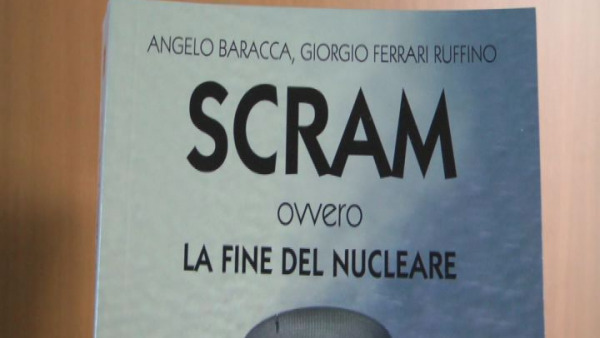 ANGELO BARACCA, GIORGIO FERRARI RUFFINO
SCRAM
ovvero
LA FINE DEL NUCLEARE